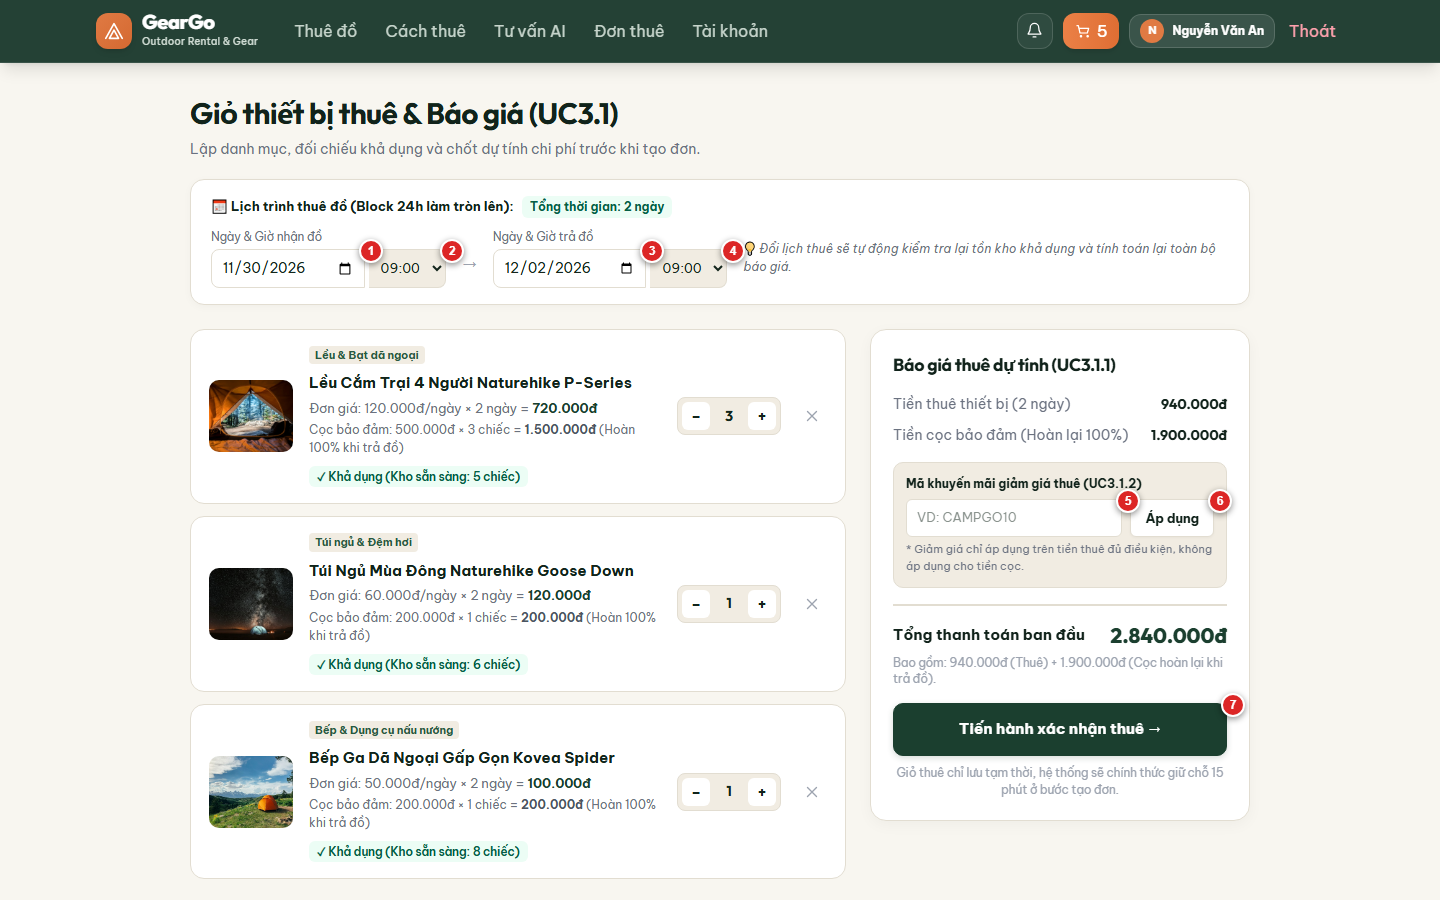 GearGo
Outdoor Rental & Gear
Thuê đồ
Cách thuê
Tư vấn AI
Đơn thuê
Tài khoản
5
N
Nguyễn Văn An
Thoát
Giỏ thiết bị thuê & Báo giá (UC3.1)
Lập danh mục, đối chiếu khả dụng và chốt dự tính chi phí trước khi tạo đơn.
Lịch trình thuê đồ (Block 24h làm tròn lên):
Tổng thời gian: 2 ngày
Ngày & Giờ nhận đồ
1
2
11/30/2026
09:00
→
Ngày & Giờ trả đồ
3
4
12/02/2026
09:00
Đổi lịch thuê sẽ tự động kiểm tra lại tồn kho khả dụng và tính toán lại toàn bộ
báo giá.
Lều & Bạt dã ngoại
Lều Cắm Trại 4 Người Naturehike P-Series
Đơn giá: 120.000đ/ngày × 2 ngày = 720.000đ
Cọc bảo đảm: 500.000đ × 3 chiếc = 1.500.000đ (Hoàn
100% khi trả đồ)
✓ Khả dụng (Kho sẵn sàng: 5 chiếc)
– 3 + ×
Túi ngủ & Đệm hơi
Túi Ngủ Mùa Đông Naturehike Goose Down
Đơn giá: 60.000đ/ngày × 2 ngày = 120.000đ
Cọc bảo đảm: 200.000đ × 1 chiếc = 200.000đ (Hoàn 100%
khi trả đồ)
✓ Khả dụng (Kho sẵn sàng: 6 chiếc)
– 1 + ×
Bếp & Dụng cụ nấu nướng
Bếp Ga Dã Ngoại Gấp Gọn Kovea Spider
Đơn giá: 50.000đ/ngày × 2 ngày = 100.000đ
Cọc bảo đảm: 200.000đ × 1 chiếc = 200.000đ (Hoàn 100%
khi trả đồ)
✓ Khả dụng (Kho sẵn sàng: 8 chiếc)
– 1 + ×
Báo giá thuê dự tính (UC3.1.1)
Tiền thuê thiết bị (2 ngày) 940.000đ
Tiền cọc bảo đảm (Hoàn lại 100%) 1.900.000đ
Mã khuyến mãi giảm giá thuê (UC3.1.2)
5
6
VD: CAMPGO10
Áp dụng
* Giảm giá chỉ áp dụng trên tiền thuê đủ điều kiện, không
áp dụng cho tiền cọc.
Tổng thanh toán ban đầu 2.840.000đ
Bao gồm: 940.000đ (Thuê) + 1.900.000đ (Cọc hoàn lại khi
trả đồ).
7
Tiến hành xác nhận thuê →
Giỏ thuê chỉ lưu tạm thời, hệ thống sẽ chính thức giữ chỗ 15
phút ở bước tạo đơn.